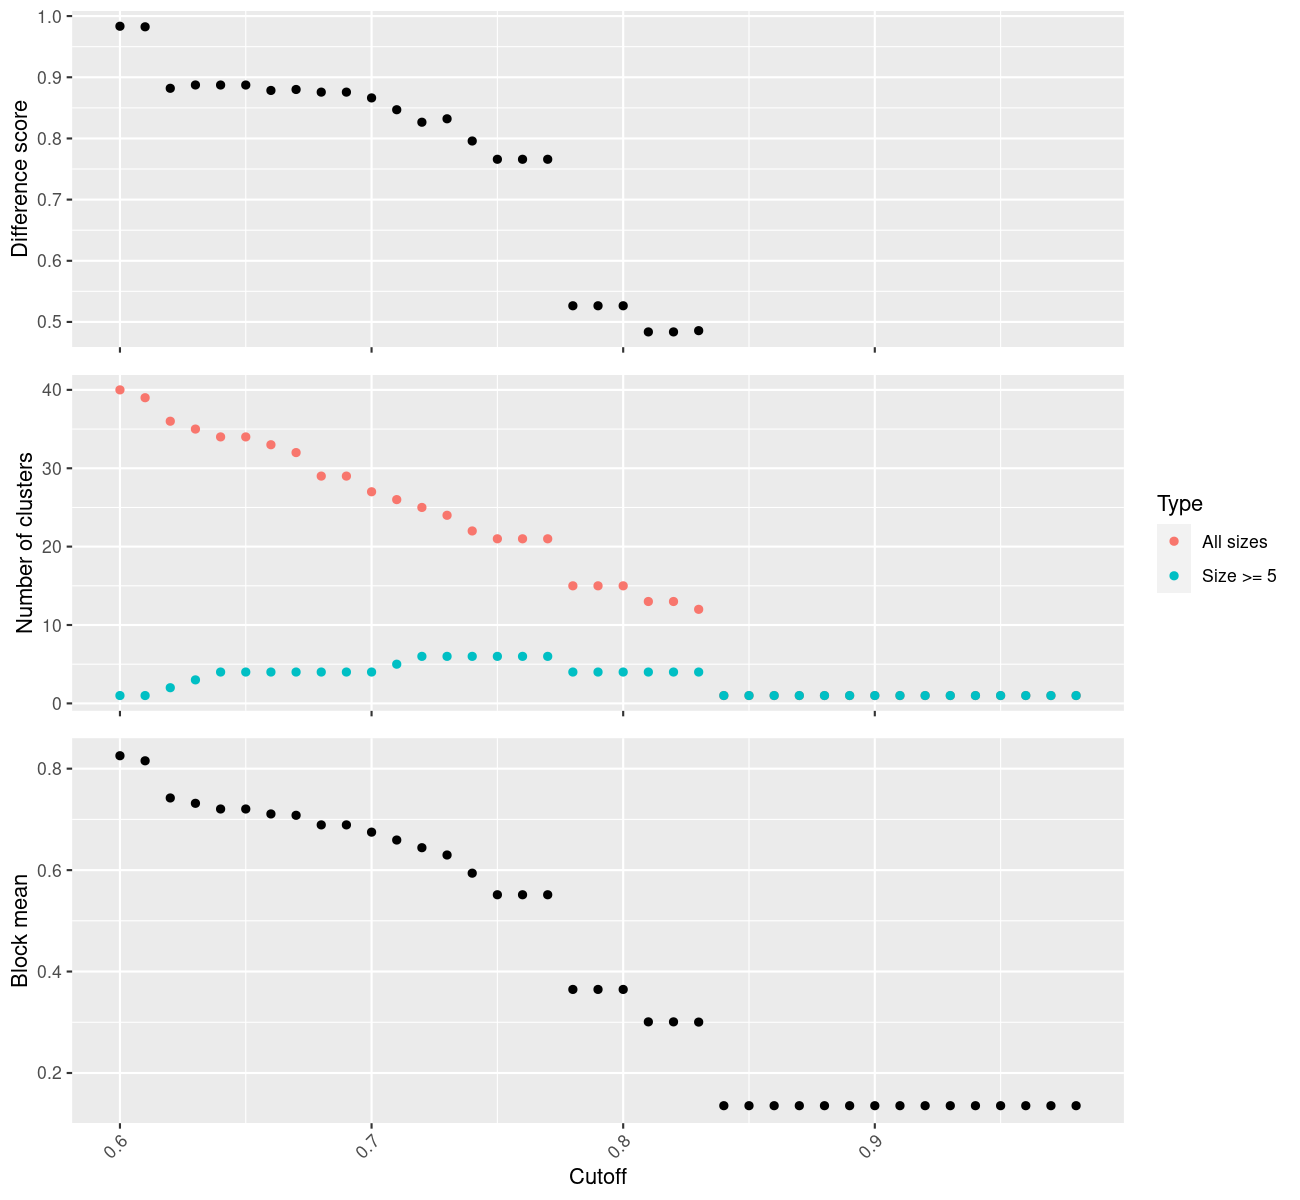 Difference score
1.0
0.9
0.8
0.7
0.6
0.5
Number of clusters
40
30
20
10
0
Type
All sizes
Size >= 5
Block mean
0.8
0.6
0.4
0.2
0.6
0.7
0.8
0.9
Cutoff